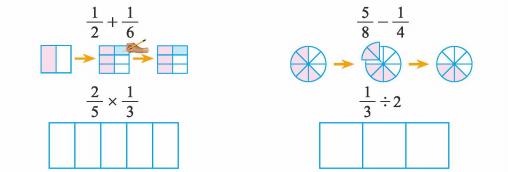 1/2 + 1/6
5/8 − 1/4
2/5 × 1/3
1/3 ÷ 2